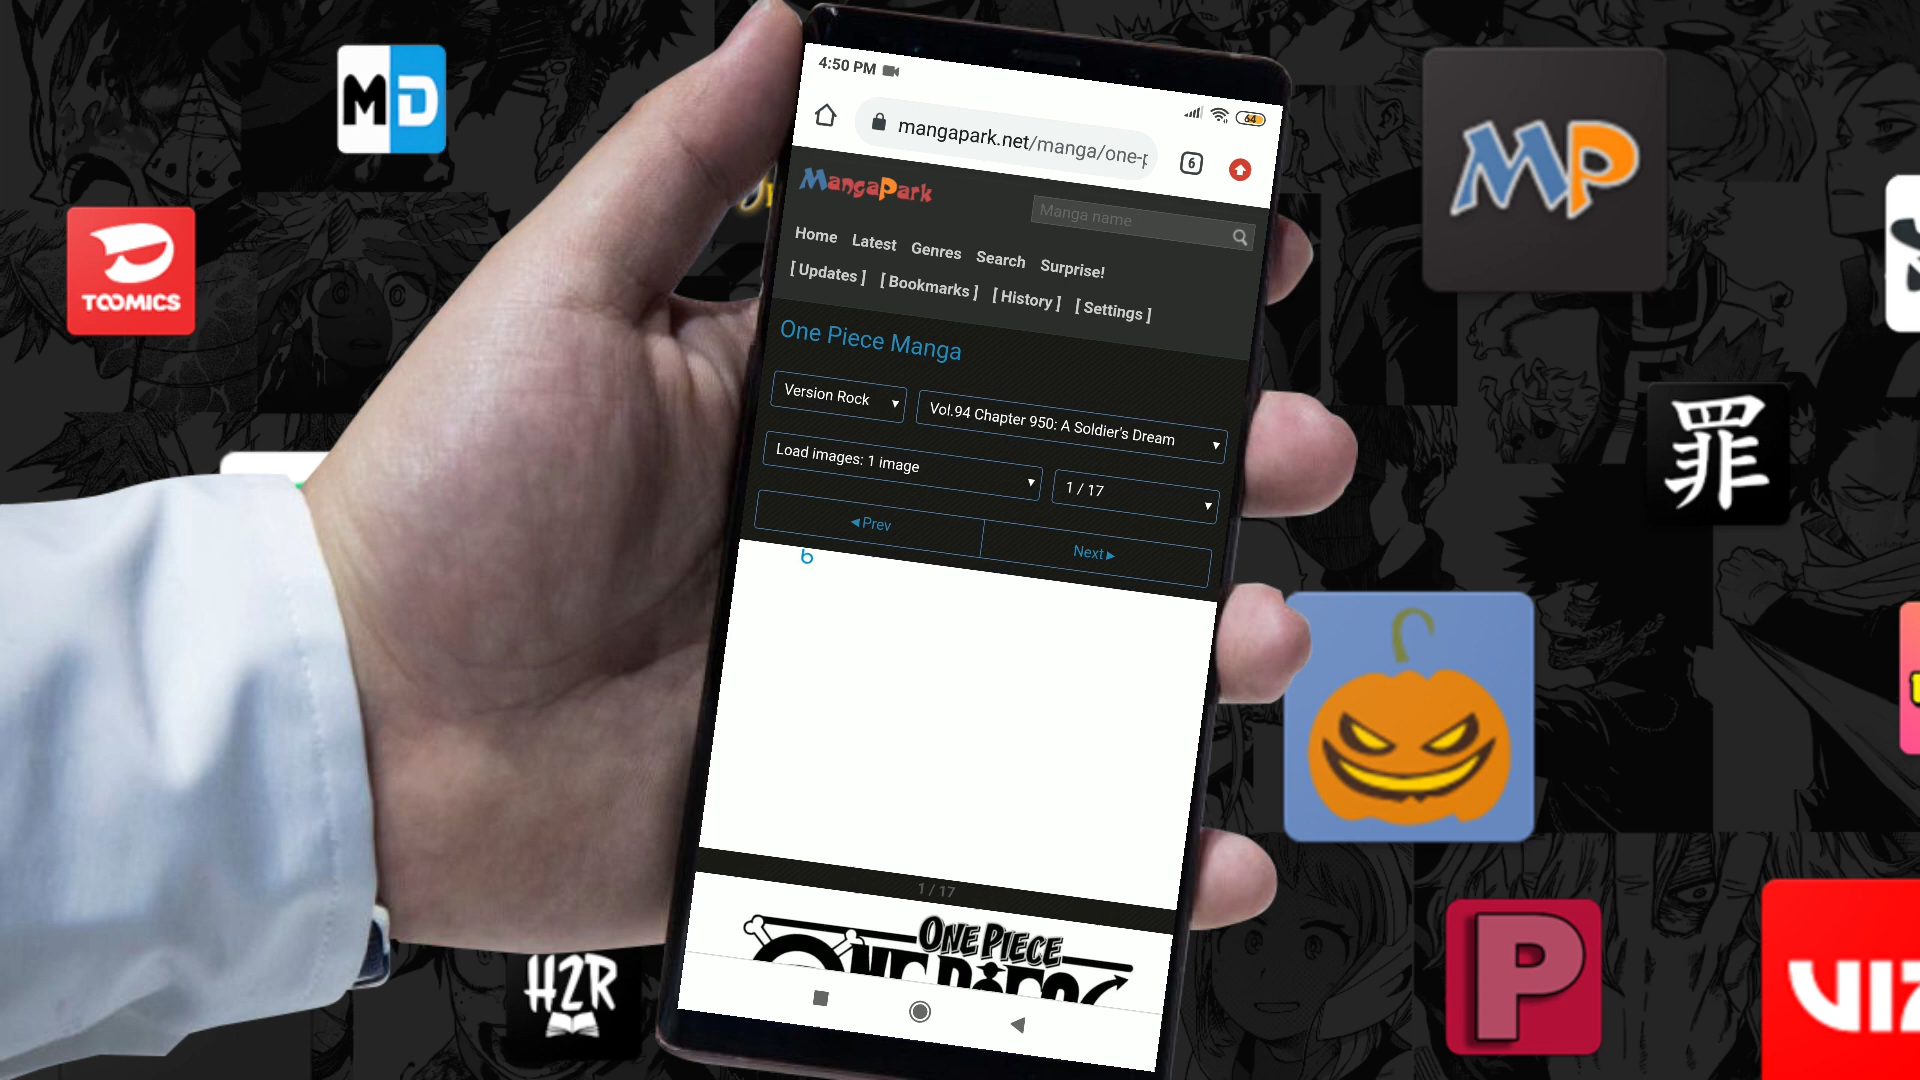 MD
TOOMICS
4:50 PM
64
mangapark.net/manga/one-p
6
MangaPark
Manga name
Home Latest Genres Search Surprise!
[ Updates ] [ Bookmarks ] [ History ] [ Settings ]
One Piece Manga
Version Rock ▼
Vol.94 Chapter 950: A Soldier's Dream ▼
Load images: 1 image ▼
1 / 17 ▼
◀ Prev
Next ▶
1 / 17
ONE PIECE
H2R
MP
罪
P
VIZ